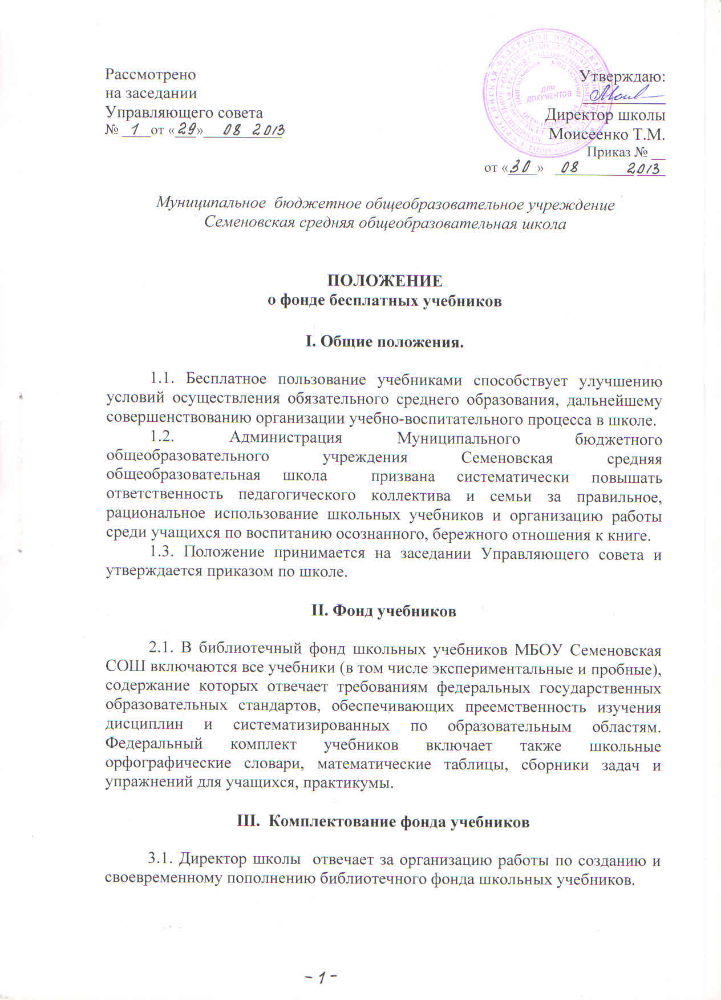 Рассмотрено
на заседании
Управляющего совета
№ 1 от «29» 08 2013
Утверждаю:
Директор школы
Моисеенко Т.М.
Приказ № __
от «30» 08 2013
ДЛЯ
ДОКУМЕНТОВ
Муниципальное бюджетное общеобразовательное учреждение
Семеновская средняя общеобразовательная школа
ПОЛОЖЕНИЕ
о фонде бесплатных учебников
I. Общие положения.
1.1. Бесплатное пользование учебниками способствует улучшению
условий осуществления обязательного среднего образования, дальнейшему
совершенствованию организации учебно-воспитательного процесса в школе.
1.2. Администрация Муниципального бюджетного
общеобразовательного учреждения Семеновская средняя
общеобразовательная школа призвана систематически повышать
ответственность педагогического коллектива и семьи за правильное,
рациональное использование школьных учебников и организацию работы
среди учащихся по воспитанию осознанного, бережного отношения к книге.
1.3. Положение принимается на заседании Управляющего совета и
утверждается приказом по школе.
II. Фонд учебников
2.1. В библиотечный фонд школьных учебников МБОУ Семеновская
СОШ включаются все учебники (в том числе экспериментальные и пробные),
содержание которых отвечает требованиям федеральных государственных
образовательных стандартов, обеспечивающих преемственность изучения
дисциплин и систематизированных по образовательным областям.
Федеральный комплект учебников включает также школьные
орфографические словари, математические таблицы, сборники задач и
упражнений для учащихся, практикумы.
III. Комплектование фонда учебников
3.1. Директор школы отвечает за организацию работы по созданию и
своевременному пополнению библиотечного фонда школьных учебников.
- 1 -